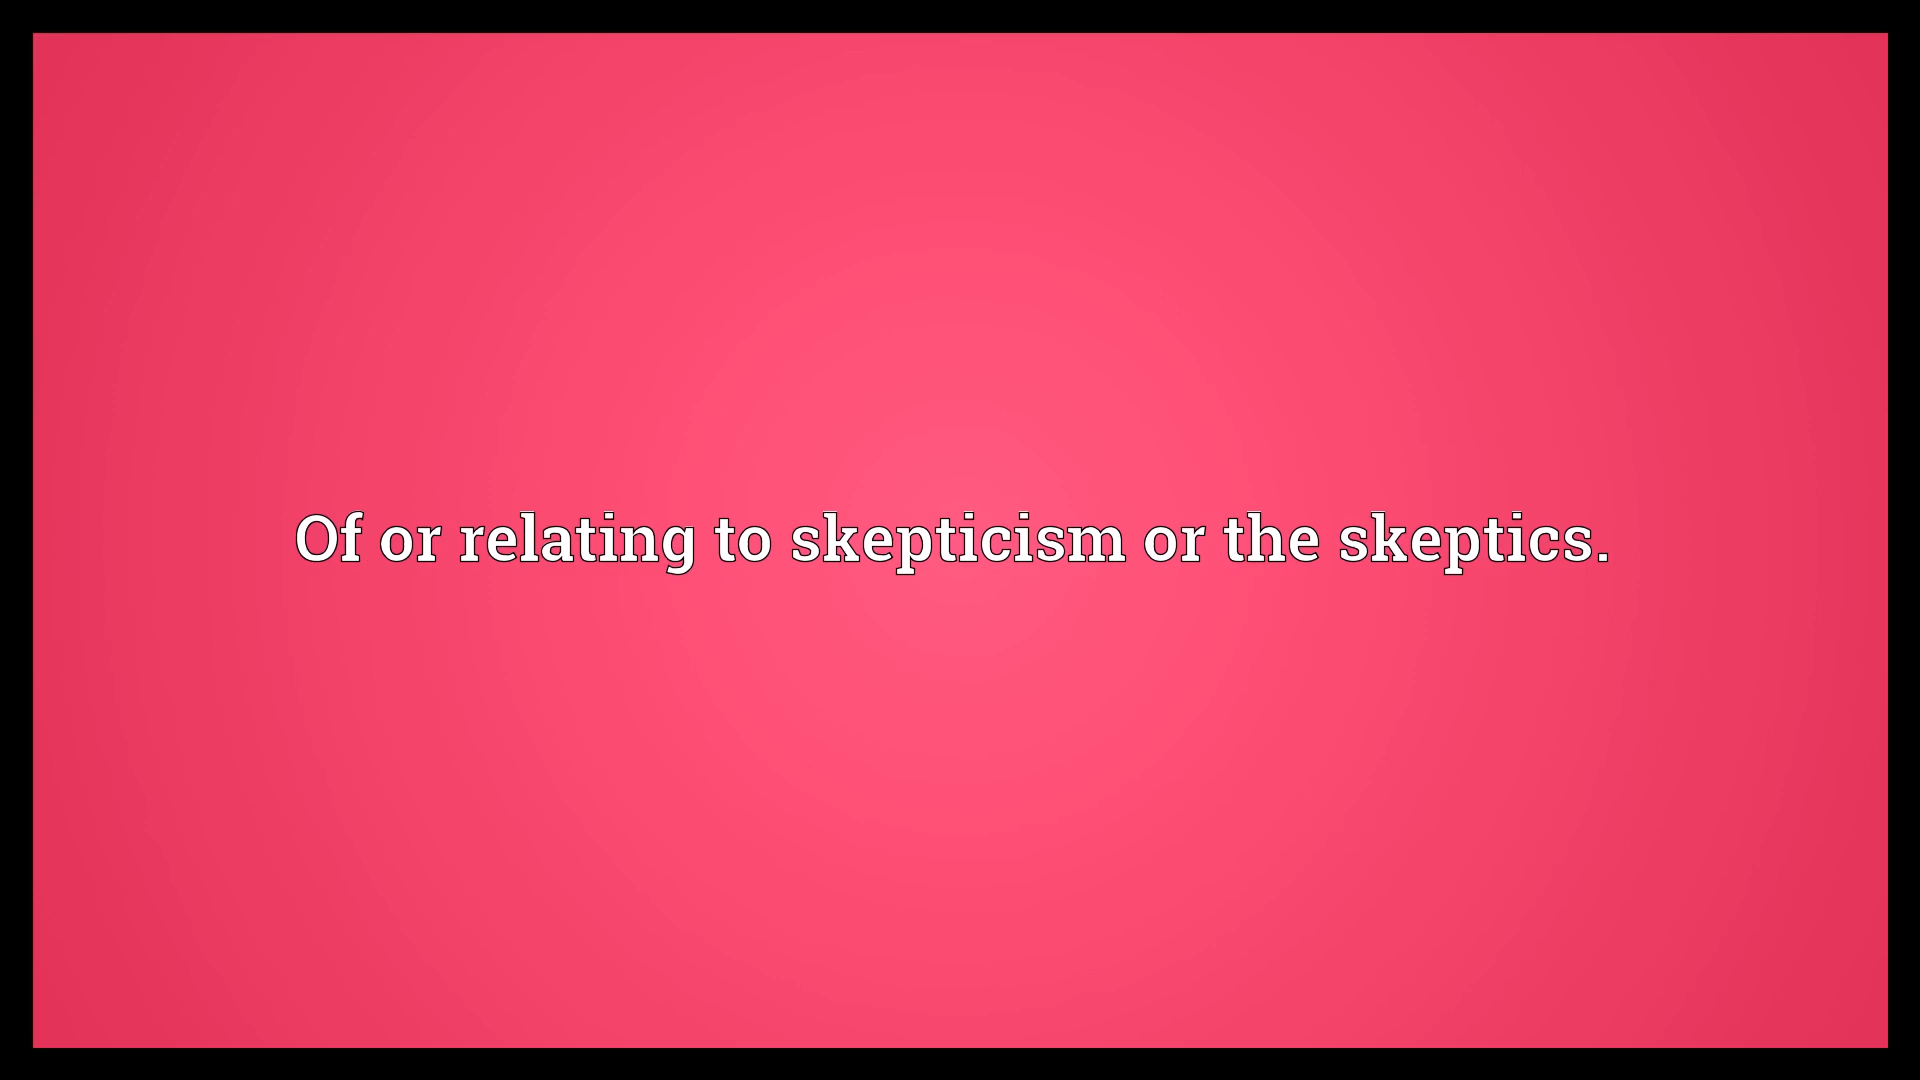 Of or relating to skepticism or the skeptics.